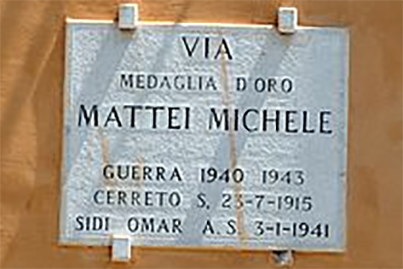 VIA
MEDAGLIA D'ORO
MATTEI MICHELE
GUERRA 1940 1943
CERRETO S. 23-7-1915
SIDI OMAR A.S. 3-1-1941